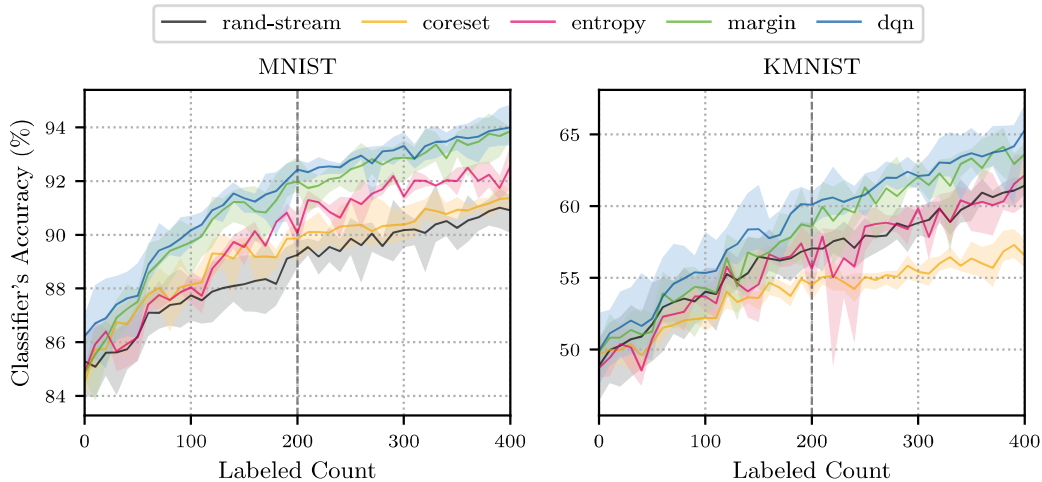 rand-stream coreset entropy margin dqn
MNIST
KMNIST
Classifier's Accuracy (%)
94
92
90
88
86
84
0 100 200 300 400
Labeled Count
65
60
55
50
0 100 200 300 400
Labeled Count